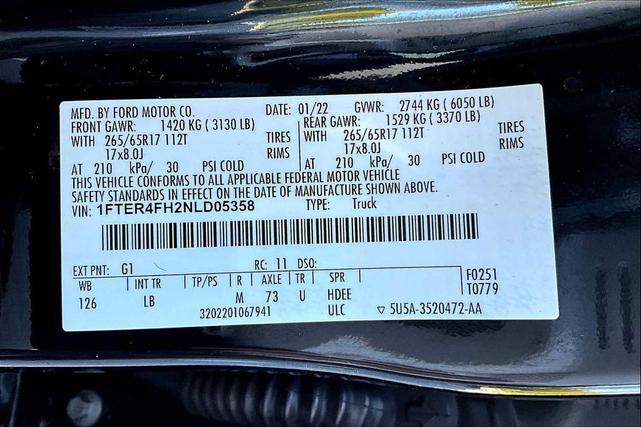 MFD. BY FORD MOTOR CO. DATE: 01/22 GVWR: 2744 KG ( 6050 LB)
FRONT GAWR: 1420 KG ( 3130 LB) REAR GAWR: 1529 KG ( 3370 LB)
WITH 265/65R17 112T TIRES WITH 265/65R17 112T TIRES
17x8.0J RIMS 17x8.0J RIMS
AT 210 kPa/ 30 PSI COLD AT 210 kPa/ 30 PSI COLD
THIS VEHICLE CONFORMS TO ALL APPLICABLE FEDERAL MOTOR VEHICLE
SAFETY STANDARDS IN EFFECT ON THE DATE OF MANUFACTURE SHOWN ABOVE.
VIN: 1FTER4FH2NLD05358 TYPE: Truck
EXT PNT: G1 RC: 11 DSO:
WB INT TR TP/PS R AXLE TR SPR F0251
126 LB M 73 U HDEE T0779
3202201067941 ULC ▽ 5U5A-3520472-AA